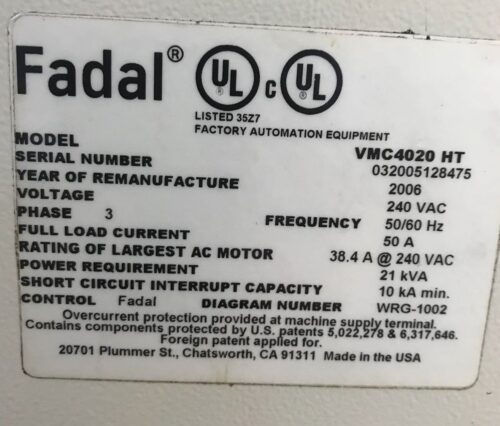 Fadal® UL c UL
LISTED 35Z7
FACTORY AUTOMATION EQUIPMENT
MODEL VMC4020 HT
SERIAL NUMBER 032005128475
YEAR OF REMANUFACTURE 2006
VOLTAGE 240 VAC
PHASE 3 FREQUENCY 50/60 Hz
FULL LOAD CURRENT 50 A
RATING OF LARGEST AC MOTOR 38.4 A @ 240 VAC
POWER REQUIREMENT 21 kVA
SHORT CIRCUIT INTERRUPT CAPACITY 10 kA min.
CONTROL Fadal DIAGRAM NUMBER WRG-1002
Overcurrent protection provided at machine supply terminal.
Contains components protected by U.S. patents 5,022,278 & 6,317,646.
Foreign patent applied for.
20701 Plummer St., Chatsworth, CA 91311 Made in the USA